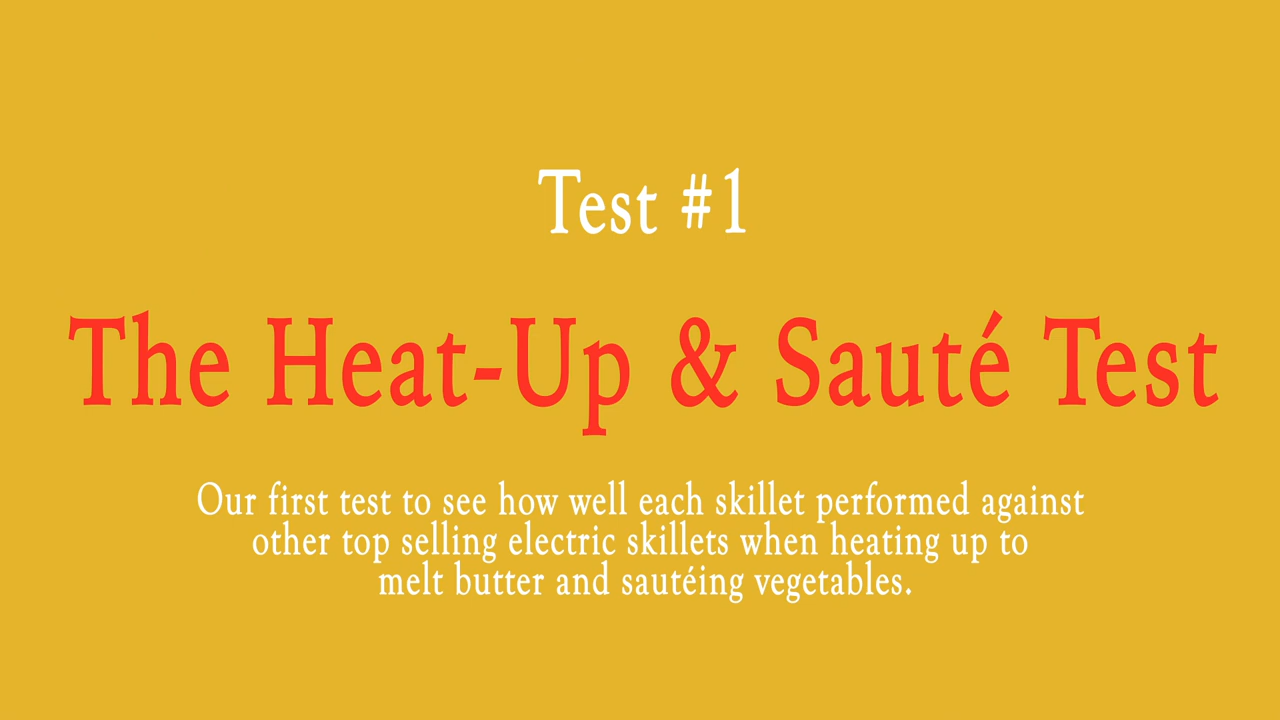 Test #1
The Heat-Up & Sauté Test
Our first test to see how well each skillet performed against
other top selling electric skillets when heating up to
melt butter and sautéing vegetables.